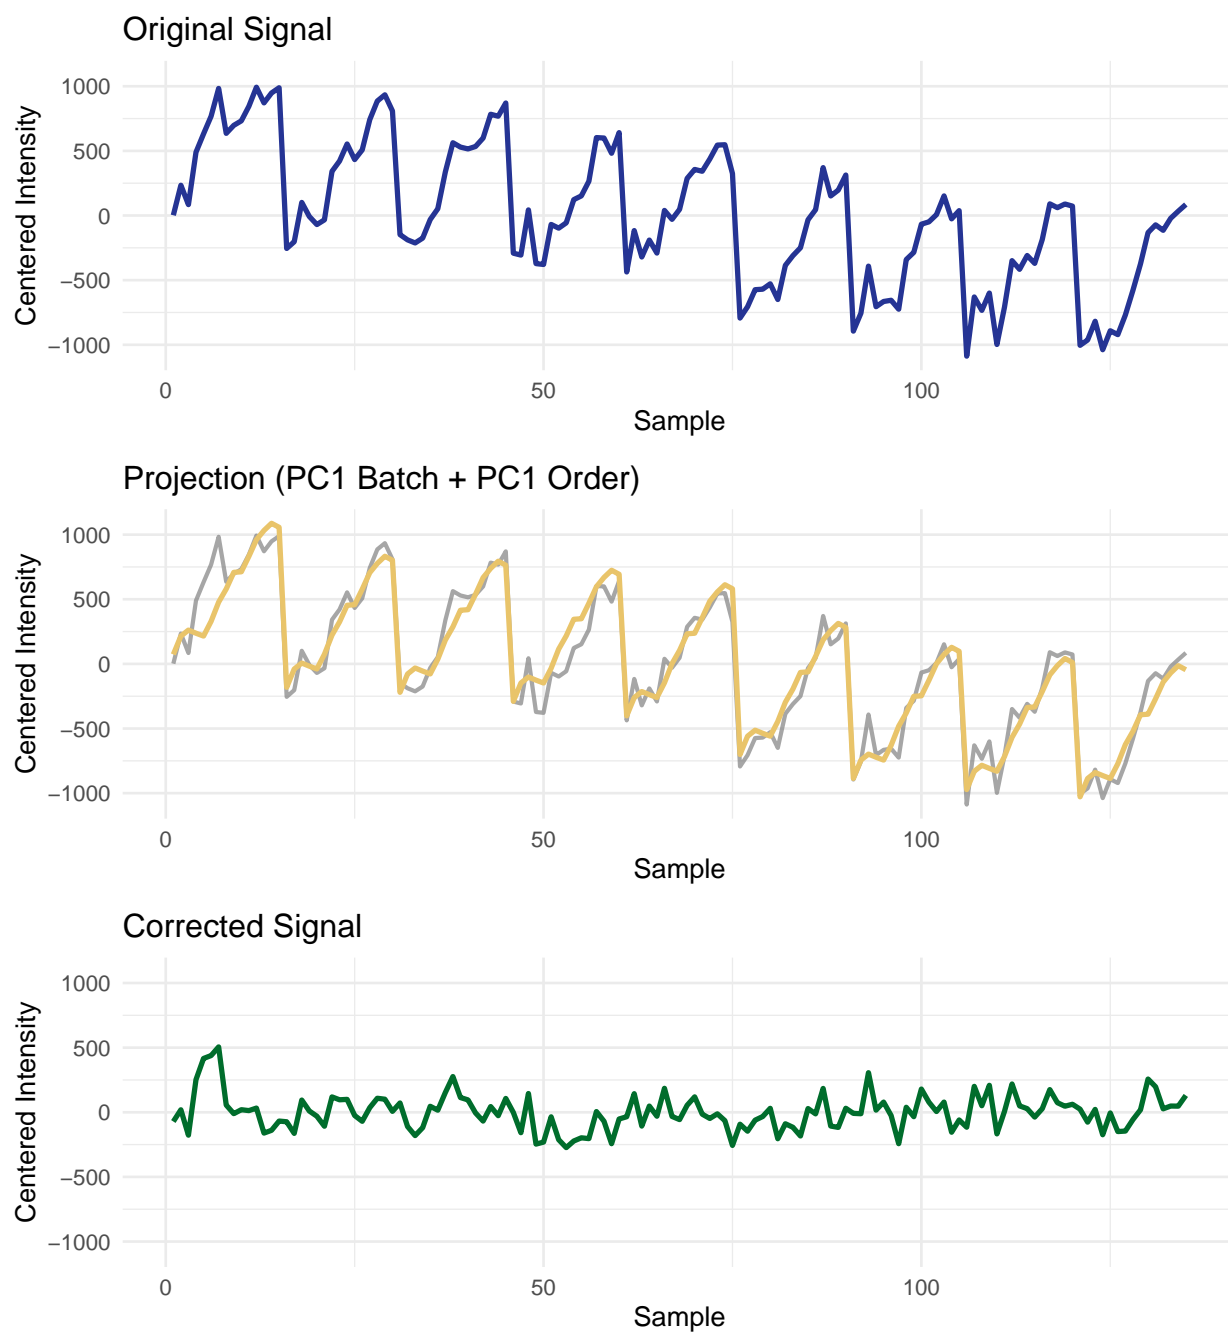 Original Signal
1000
500
0
−500
−1000
Centered Intensity
0 50 100
Sample
Projection (PC1 Batch + PC1 Order)
1000
500
0
−500
−1000
Centered Intensity
0 50 100
Sample
Corrected Signal
1000
500
0
−500
−1000
Centered Intensity
0 50 100
Sample